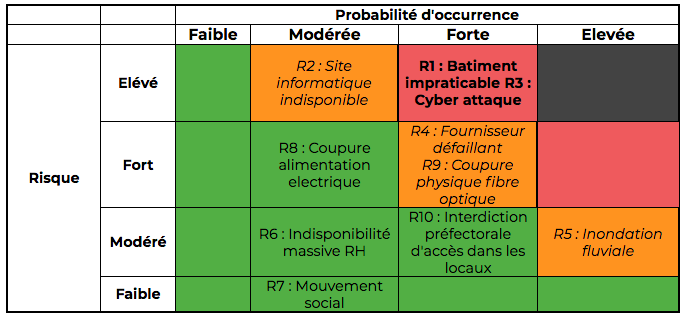 Probabilité d'occurrence
Faible Modérée Forte Elevée
Risque
Elévé
R2 : Site
informatique
indisponible
R1 : Batiment
impraticable R3 :
Cyber attaque
Fort
R8 : Coupure
alimentation
electrique
R4 : Fournisseur
défaillant
R9 : Coupure
physique fibre
optique
Modéré
R6 : Indisponibilité
massive RH
R10 : Interdiction
préfectorale
d'accès dans les
locaux
R5 : Inondation
fluviale
Faible
R7 : Mouvement
social